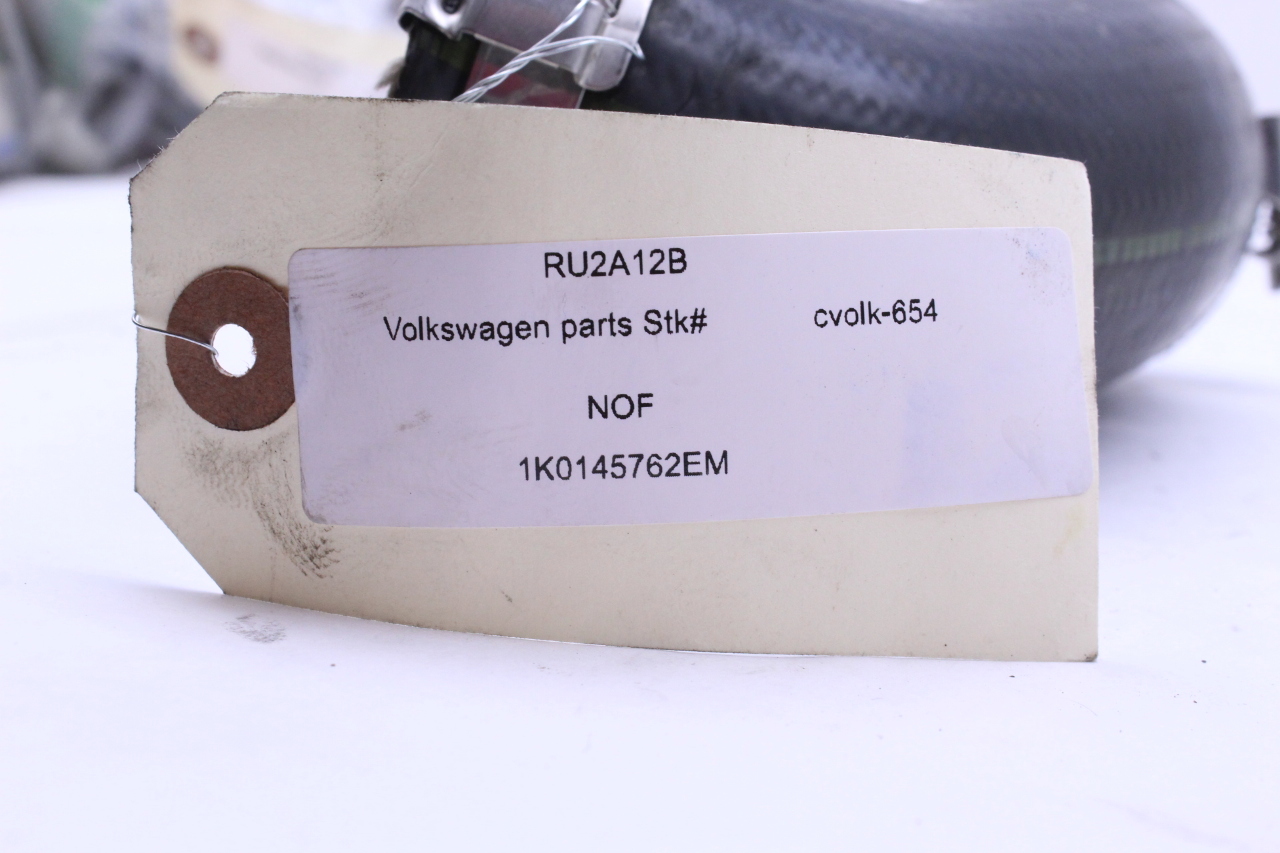 RU2A12B
Volkswagen parts Stk# cvolk-654
NOF
1K0145762EM